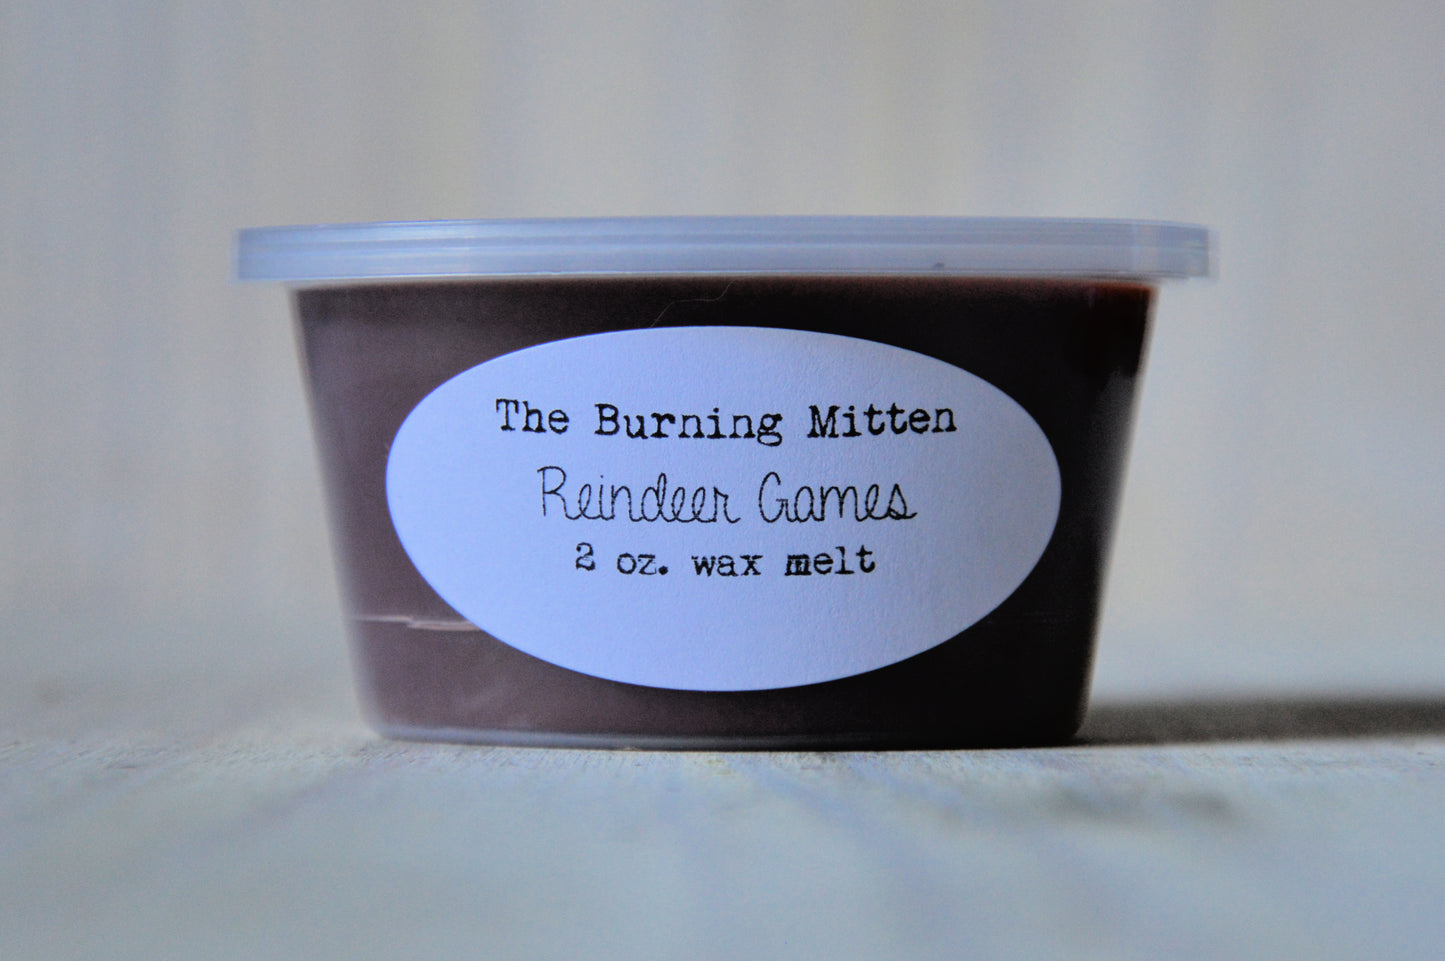 The Burning Mitten
Reindeer Games
2 oz. wax melt